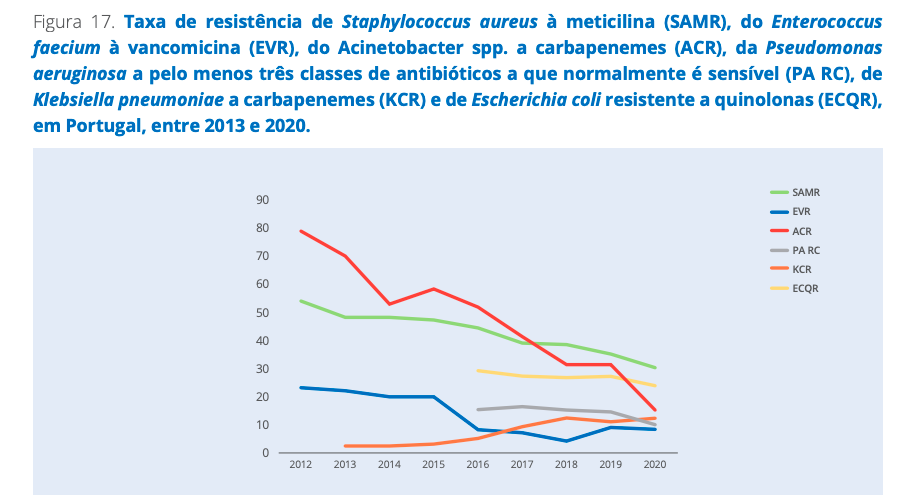 Figura 17. Taxa de resistência de Staphylococcus aureus à meticilina (SAMR), do Enterococcus
faecium à vancomicina (EVR), do Acinetobacter spp. a carbapenemes (ACR), da Pseudomonas
aeruginosa a pelo menos três classes de antibióticos a que normalmente é sensível (PA RC), de
Klebsiella pneumoniae a carbapenemes (KCR) e de Escherichia coli resistente a quinolonas (ECQR),
em Portugal, entre 2013 e 2020.
90
80
70
60
50
40
30
20
10
0
2012 2013 2014 2015 2016 2017 2018 2019 2020
SAMR
EVR
ACR
PA RC
KCR
ECQR